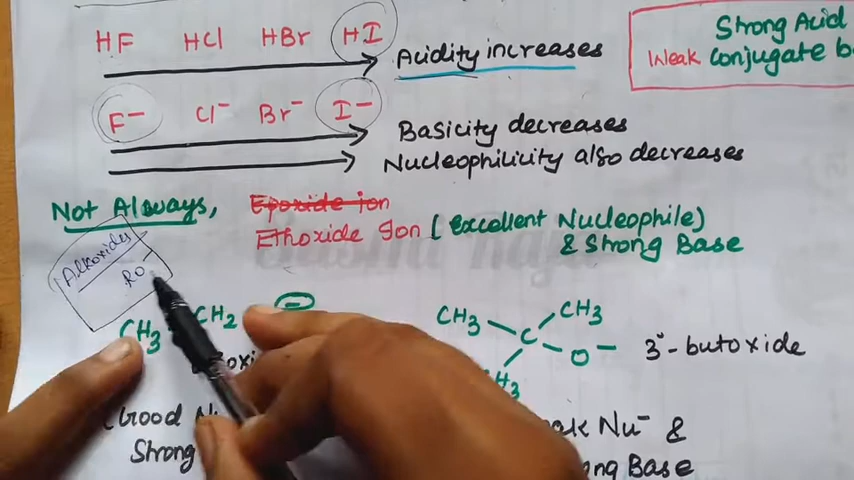 HF HCl HBr HI
Acidity increases
Strong Acid
Weak Conjugate b
F⁻ Cl⁻ Br⁻ I⁻
Basicity decreases
Nucleophilicity also decreases
Not Always, Epoxide ion
Ethoxide Ion (Excellent Nucleophile)
& Strong Base
Alkoxides
RO
CH3 CH2 ⊖
CH3 C CH3
O –
3°-butoxide
CH3
(Good
Nu⁻ &
Strong
Base